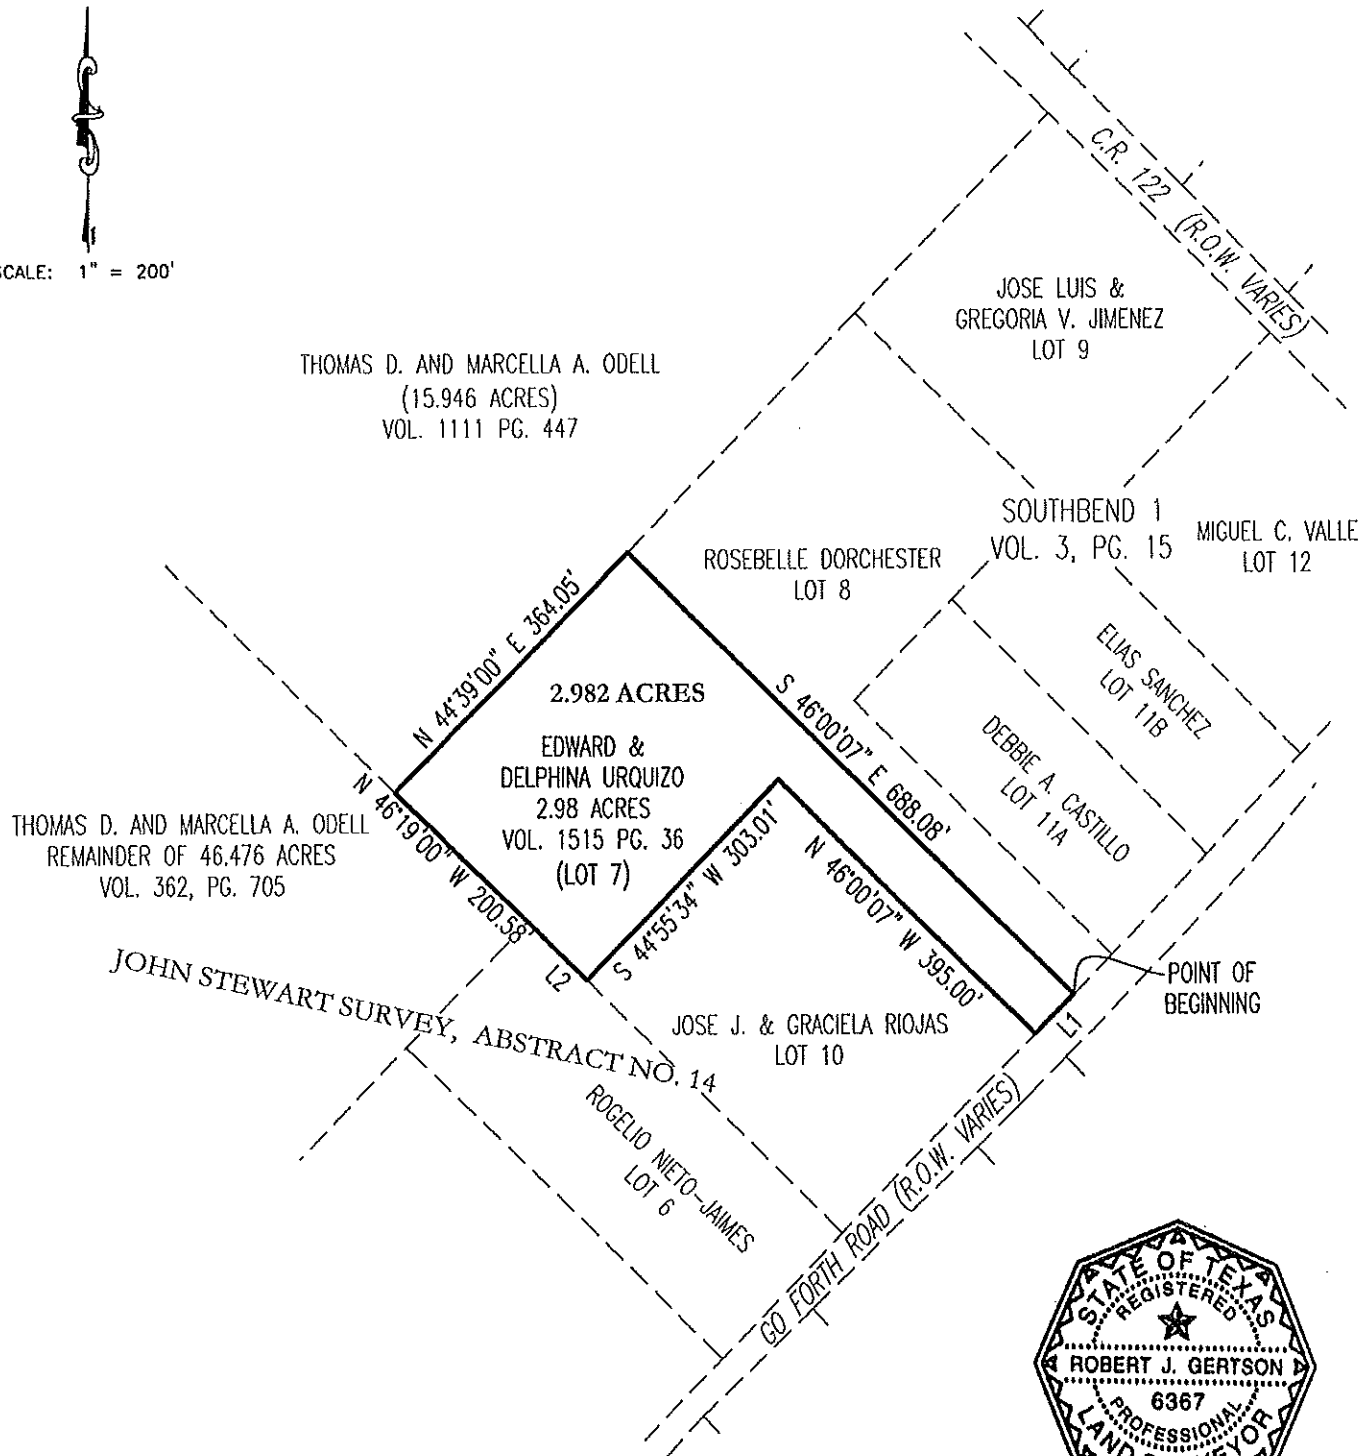 SCALE: 1" = 200'
C.R. 122 (R.O.W. VARIES)
JOSE LUIS &
GREGORIA V. JIMENEZ
LOT 9
THOMAS D. AND MARCELLA A. ODELL
(15.946 ACRES)
VOL. 1111 PG. 447
SOUTHBEND 1
VOL. 3, PG. 15
MIGUEL C. VALLE
LOT 12
ROSEBELLE DORCHESTER
LOT 8
N 44°39'00" E 364.05'
2.982 ACRES
S 46°00'07" E 688.08'
ELIAS SANCHEZ
LOT 11B
DEBBIE A. CASTILLO
LOT 11A
EDWARD &
DELPHINA URQUIZO
2.98 ACRES
VOL. 1515 PG. 36
(LOT 7)
THOMAS D. AND MARCELLA A. ODELL
REMAINDER OF 46.476 ACRES
VOL. 362, PG. 705
N 46°19'00" W 200.58'
S 44°55'34" W 303.01'
N 46°00'07" W 395.00'
L2
L1
POINT OF
BEGINNING
JOHN STEWART SURVEY, ABSTRACT NO. 14
JOSE J. & GRACIELA RIOJAS
LOT 10
ROGELIO NIETO-JAIMES
LOT 6
GO FORTH ROAD (R.O.W. VARIES)
STATE OF TEXAS
REGISTERED
ROBERT J. GERTSON
6367
PROFESSIONAL
LAND SURVEYOR